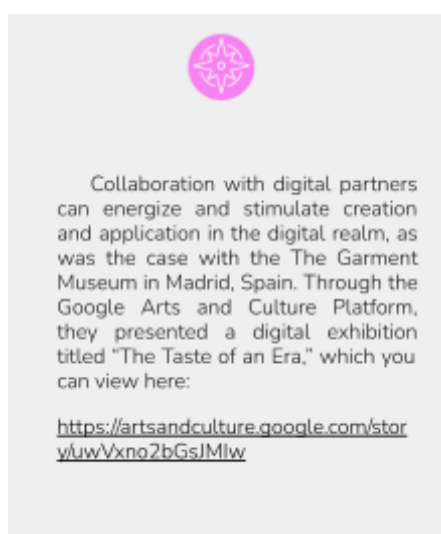 Collaboration with digital partners
can energize and stimulate creation
and application in the digital realm, as
was the case with the The Garment
Museum in Madrid, Spain. Through the
Google Arts and Culture Platform,
they presented a digital exhibition
titled “The Taste of an Era,” which you
can view here:
https://artsandculture.google.com/stor
y/uwVxno2bGsJMIw